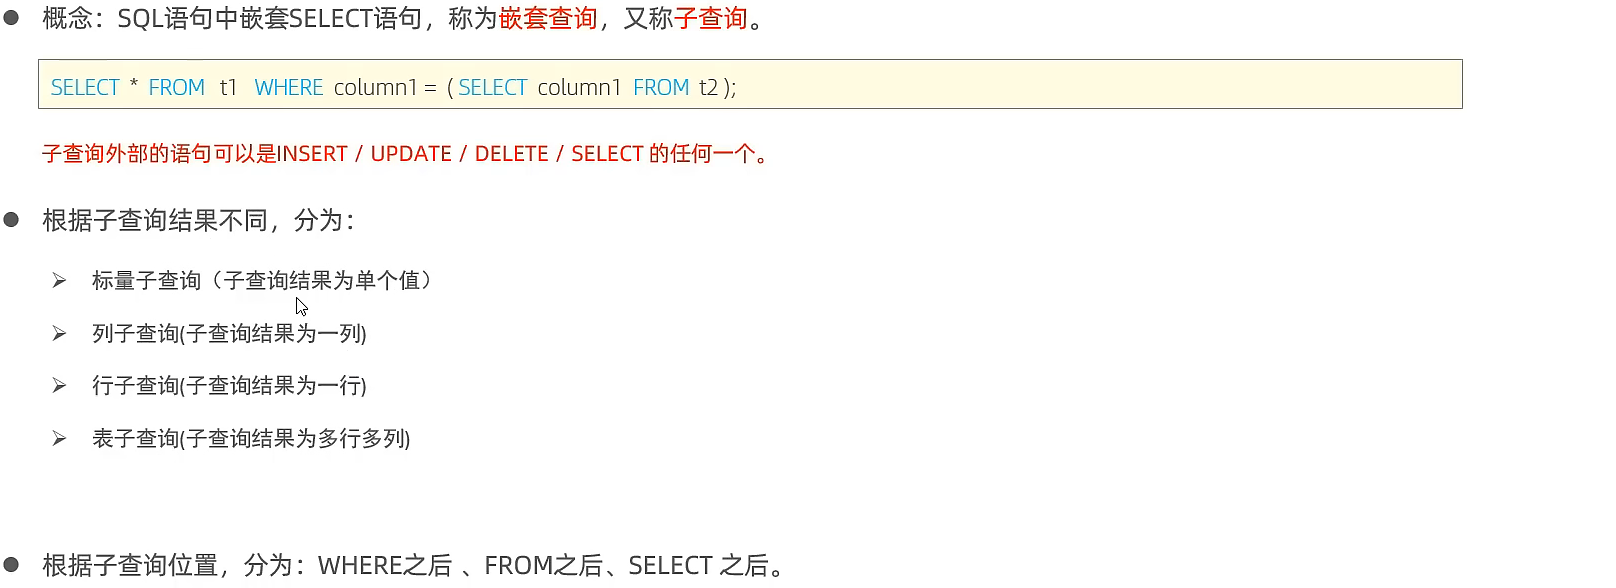 概念：SQL语句中嵌套SELECT语句，称为嵌套查询，又称子查询。
SELECT * FROM t1 WHERE column1 = ( SELECT column1 FROM t2 );
子查询外部的语句可以是INSERT / UPDATE / DELETE / SELECT 的任何一个。
根据子查询结果不同，分为：
标量子查询（子查询结果为单个值）
列子查询(子查询结果为一列)
行子查询(子查询结果为一行)
表子查询(子查询结果为多行多列)
根据子查询位置，分为：WHERE之后 、FROM之后、SELECT 之后。